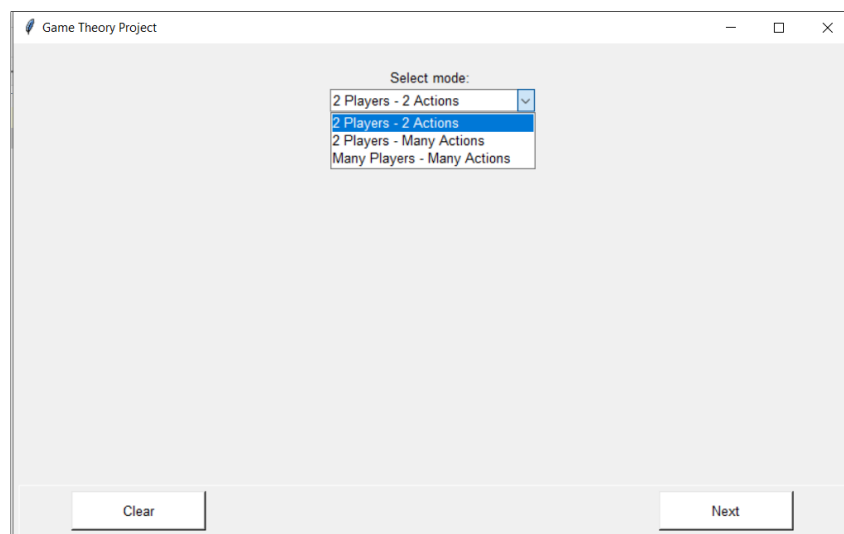 Game Theory Project
Select mode:
2 Players - 2 Actions
2 Players - 2 Actions
2 Players - Many Actions
Many Players - Many Actions
Clear
Next